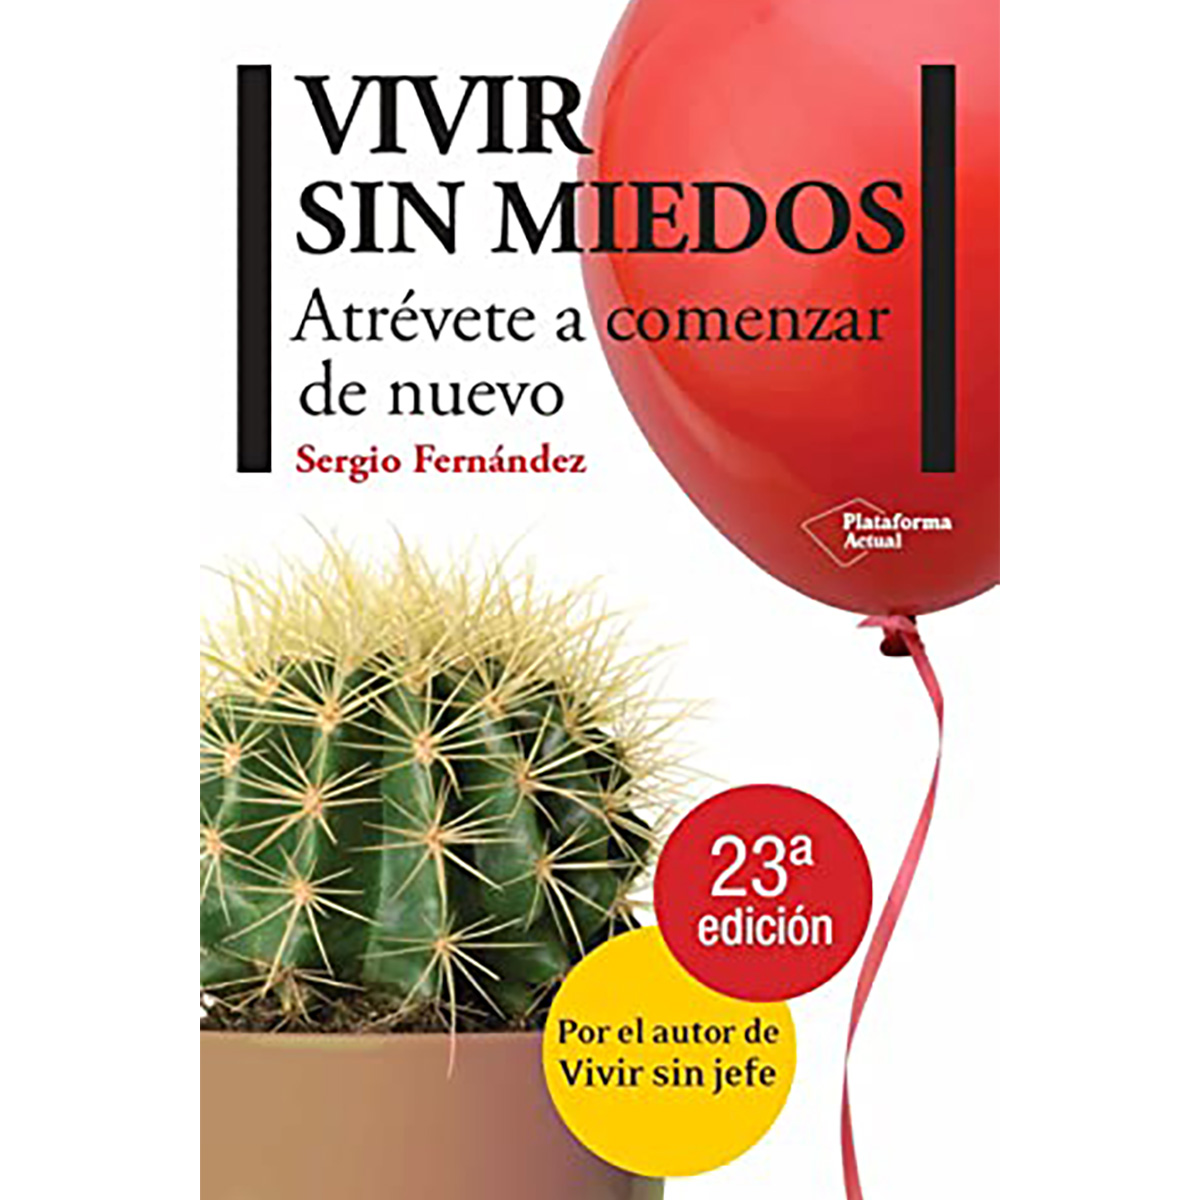 VIVIR
SIN MIEDOS
Atrévete a comenzar
de nuevo
Sergio Fernández
Plataforma
Actual
23ª
edición
Por el autor de
Vivir sin jefe